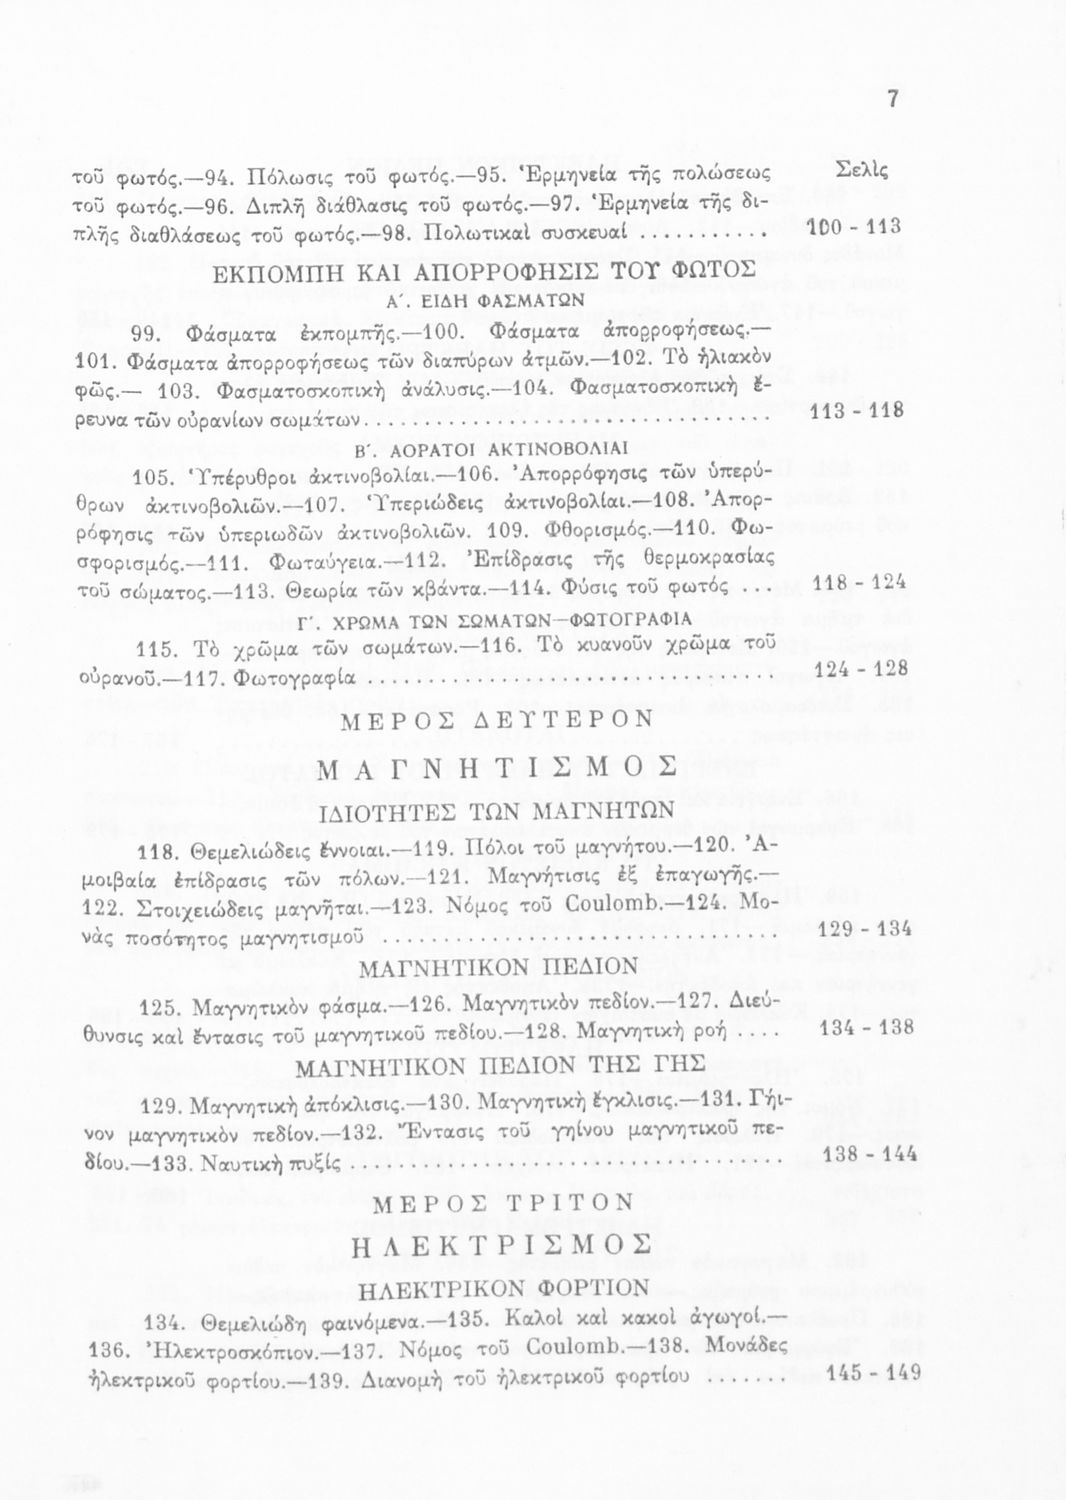 7
Σελὶς
τοῦ φωτός.—94. Πόλωσις τοῦ φωτός.—95. Ἑρμηνεία τῆς πολώσεως
τοῦ φωτός.—96. Διπλῆ διάθλασις τοῦ φωτός.—97. Ἑρμηνεία τῆς δι-
πλῆς διαθλάσεως τοῦ φωτός.—98. Πολωτικαὶ συσκευαί ........... 100 - 113
ΕΚΠΟΜΠΗ ΚΑΙ ΑΠΟΡΡΟΦΗΣΙΣ ΤΟΥ ΦΩΤΟΣ
Α΄. ΕΙΔΗ ΦΑΣΜΑΤΩΝ
99. Φάσματα ἐκπομπῆς.—100. Φάσματα ἀπορροφήσεως.—
101. Φάσματα ἀπορροφήσεως τῶν διαπύρων ἀτμῶν.—102. Τὸ ἡλιακὸν
φῶς.— 103. Φασματοσκοπικὴ ἀνάλυσις.—104. Φασματοσκοπικὴ ἔ-
ρευνα τῶν οὐρανίων σωμάτων.............................. 113 - 118
Β΄. ΑΟΡΑΤΟΙ ΑΚΤΙΝΟΒΟΛΙΑΙ
105. Ὑπέρυθροι ἀκτινοβολίαι.—106. Ἀπορρόφησις τῶν ὑπερύ-
θρων ἀκτινοβολιῶν.—107. Ὑπεριώδεις ἀκτινοβολίαι.—108. Ἀπορ-
ρόφησις τῶν ὑπεριωδῶν ἀκτινοβολιῶν. 109. Φθορισμός.—110. Φω-
σφορισμός.—111. Φωταύγεια.—112. Ἐπίδρασις τῆς θερμοκρασίας
τοῦ σώματος.—113. Θεωρία τῶν κβάντα.—114. Φύσις τοῦ φωτός ... 118 - 124
Γ΄. ΧΡΩΜΑ ΤΩΝ ΣΩΜΑΤΩΝ—ΦΩΤΟΓΡΑΦΙΑ
115. Τὸ χρῶμα τῶν σωμάτων.—116. Τὸ κυανοῦν χρῶμα τοῦ
οὐρανοῦ.—117. Φωτογραφία .............................. 124 - 128
ΜΕΡΟΣ ΔΕΥΤΕΡΟΝ
ΜΑΓΝΗΤΙΣΜΟΣ
ΙΔΙΟΤΗΤΕΣ ΤΩΝ ΜΑΓΝΗΤΩΝ
118. Θεμελιώδεις ἔννοιαι.—119. Πόλοι τοῦ μαγνήτου.—120. Ἀ-
μοιβαία ἐπίδρασις τῶν πόλων.—121. Μαγνήτισις ἐξ ἐπαγωγῆς.—
122. Στοιχειώδεις μαγνῆται.—123. Νόμος τοῦ Coulomb.—124. Μο-
νὰς ποσότητος μαγνητισμοῦ .............................. 129 - 134
ΜΑΓΝΗΤΙΚΟΝ ΠΕΔΙΟΝ
125. Μαγνητικὸν φάσμα.—126. Μαγνητικὸν πεδίον.—127. Διεύ-
θυνσις καὶ ἔντασις τοῦ μαγνητικοῦ πεδίου.—128. Μαγνητικὴ ροή .... 134 - 138
ΜΑΓΝΗΤΙΚΟΝ ΠΕΔΙΟΝ ΤΗΣ ΓΗΣ
129. Μαγνητικὴ ἀπόκλισις.—130. Μαγνητικὴ ἔγκλισις.—131. Γήι-
νον μαγνητικὸν πεδίον.—132. Ἔντασις τοῦ γηίνου μαγνητικοῦ πε-
δίου.—133. Ναυτικὴ πυξίς .............................. 138 - 144
ΜΕΡΟΣ ΤΡΙΤΟΝ
ΗΛΕΚΤΡΙΣΜΟΣ
ΗΛΕΚΤΡΙΚΟΝ ΦΟΡΤΙΟΝ
134. Θεμελιώδη φαινόμενα.—135. Καλοὶ καὶ κακοὶ ἀγωγοί.—
136. Ἠλεκτροσκόπιον.—137. Νόμος τοῦ Coulomb.—138. Μονάδες
ἠλεκτρικοῦ φορτίου.—139. Διανομὴ τοῦ ἠλεκτρικοῦ φορτίου ....... 145 - 149